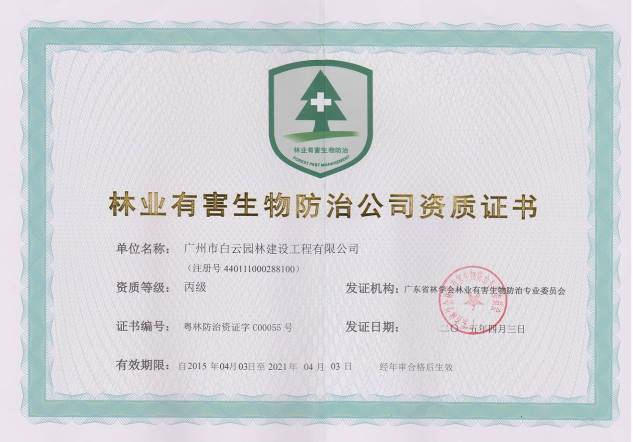 林业有害生物防治
FOREST PEST MANAGEMENT
林业有害生物防治公司资质证书
单位名称： 广州市白云园林建设工程有限公司
（注册号 440111000288100）
资质等级： 丙级
发证机构： 广东省林学会林业有害生物防治专业委员会
证书编号： 粤林防治资证字 C00055 号
发证日期： 二〇一五年四月三日
有效期限： 自2015 年04月03日至 2021 年 04 月 03 日 经年审合格后生效